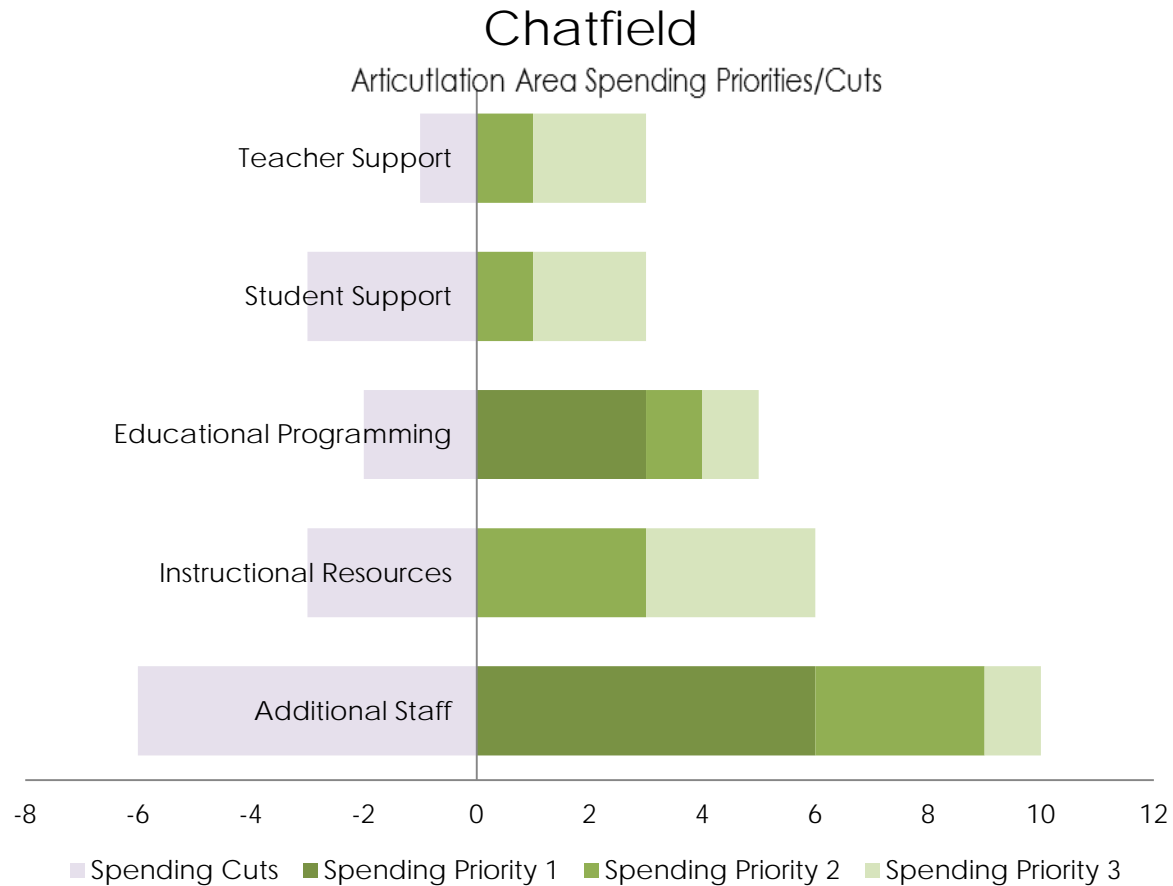 Chatfield
Articutlation Area Spending Priorities/Cuts
Teacher Support
Student Support
Educational Programming
Instructional Resources
Additional Staff
-8 -6 -4 -2 0 2 4 6 8 10 12
Spending Cuts Spending Priority 1 Spending Priority 2 Spending Priority 3